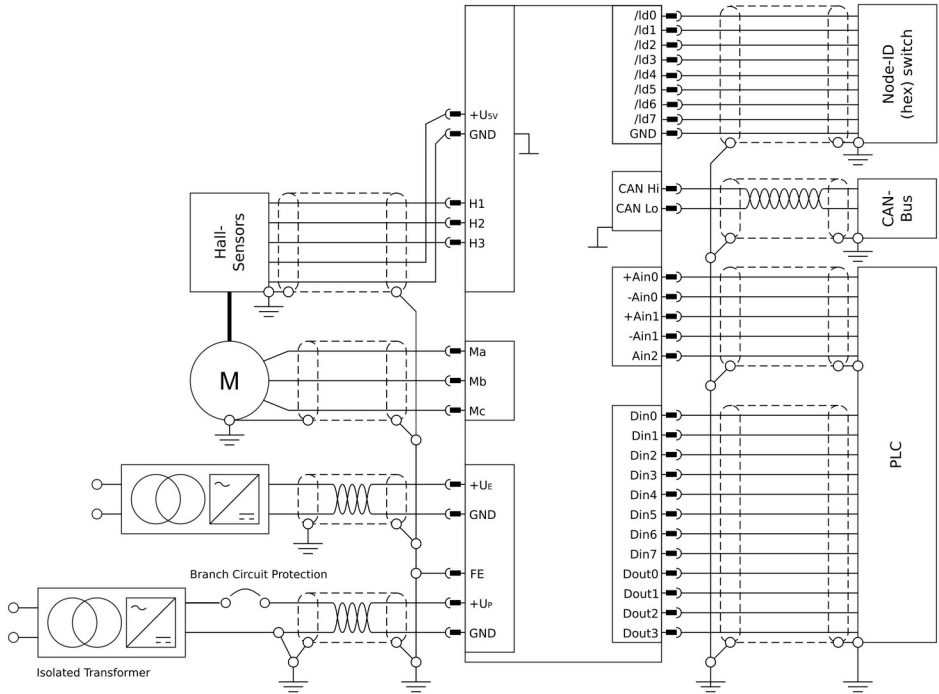 +U5V
GND
H1
H2
H3
Hall-
Sensors
M
Ma
Mb
Mc
+UE
GND
FE
Branch Circuit Protection
+UP
GND
Isolated Transformer
/Id0
/Id1
/Id2
/Id3
/Id4
/Id5
/Id6
/Id7
GND
Node-ID
(hex) switch
CAN Hi
CAN Lo
CAN-
Bus
+Ain0
-Ain0
+Ain1
-Ain1
Ain2
Din0
Din1
Din2
Din3
Din4
Din5
Din6
Din7
Dout0
Dout1
Dout2
Dout3
PLC